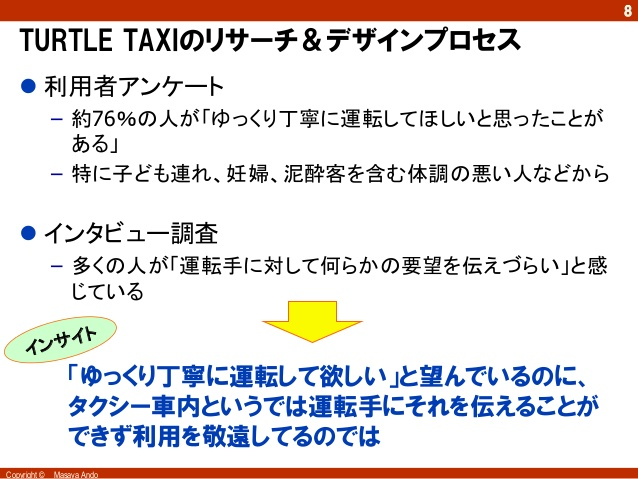 8
TURTLE TAXIのリサーチ＆デザインプロセス
● 利用者アンケート
– 約76％の人が「ゆっくり丁寧に運転してほしいと思ったことが
ある」
– 特に子ども連れ、妊婦、泥酔客を含む体調の悪い人などから
● インタビュー調査
– 多くの人が「運転手に対して何らかの要望を伝えづらい」と感
じている
インサイト
「ゆっくり丁寧に運転して欲しい」と望んでいるのに、
タクシー車内というでは運転手にそれを伝えることが
できず利用を敬遠してるのでは
Copyright © Masaya Ando